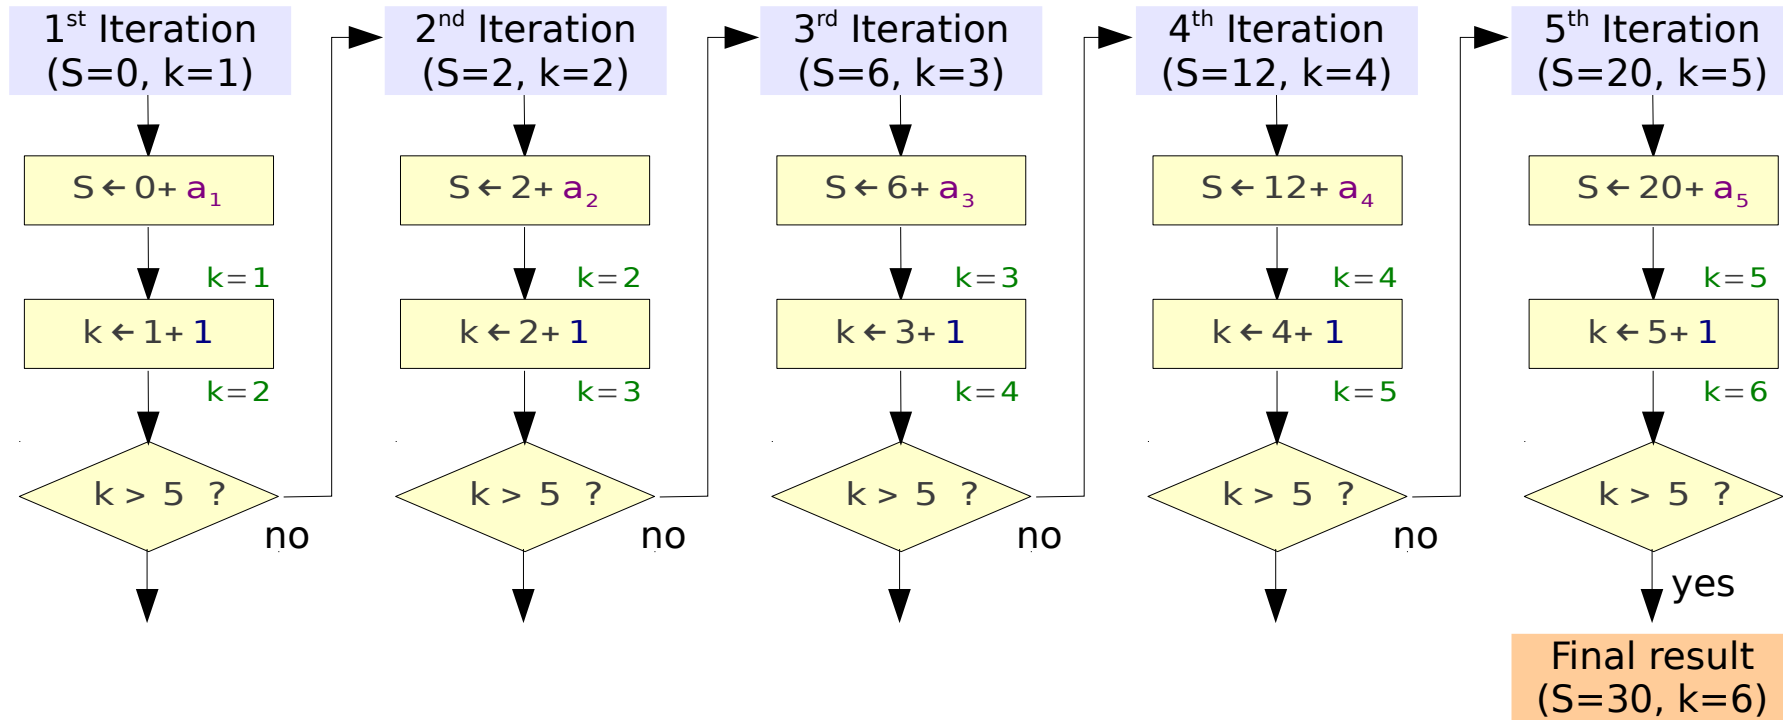 1st Iteration
(S=0, k=1)
S ← 0+ a1
k=1
k ← 1+ 1
k=2
k > 5 ?
no
2nd Iteration
(S=2, k=2)
S ← 2+ a2
k=2
k ← 2+ 1
k=3
k > 5 ?
no
3rd Iteration
(S=6, k=3)
S ← 6+ a3
k=3
k ← 3+ 1
k=4
k > 5 ?
no
4th Iteration
(S=12, k=4)
S ← 12+ a4
k=4
k ← 4+ 1
k=5
k > 5 ?
no
5th Iteration
(S=20, k=5)
S ← 20+ a5
k=5
k ← 5+ 1
k=6
k > 5 ?
yes
Final result
(S=30, k=6)